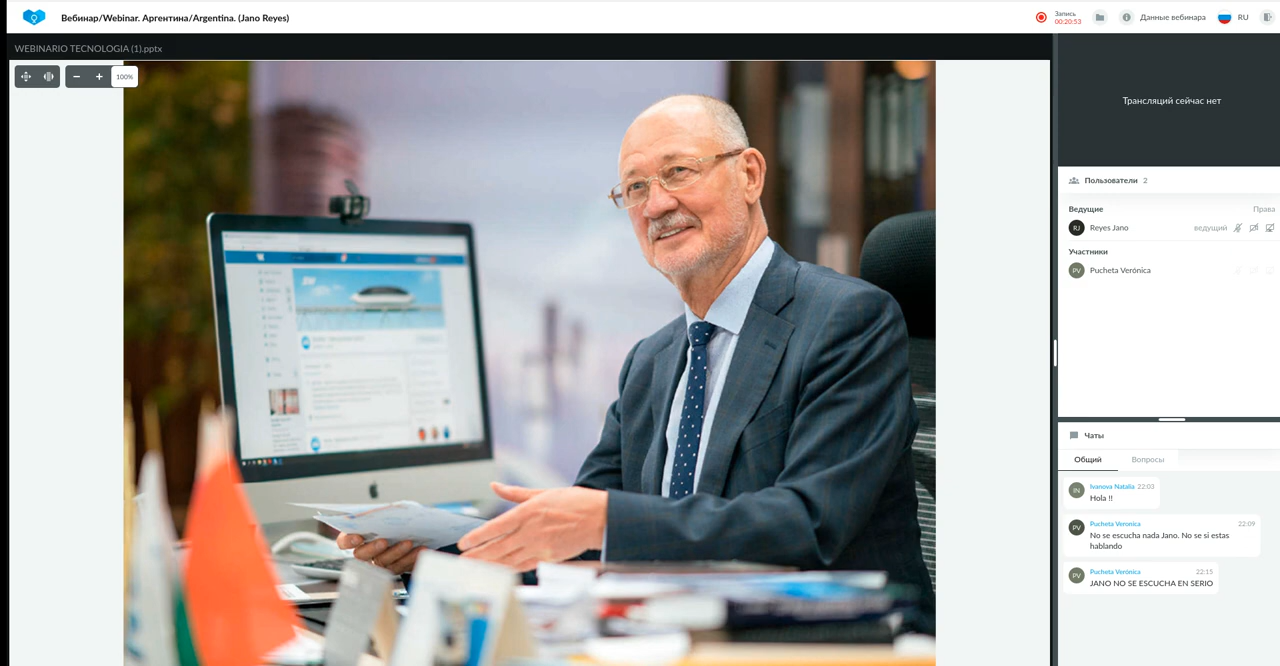 Вебинар/Webinar. Аргентина/Argentina. (Jano Reyes)
Запись
00:20:53
Данные вебинара
RU
WEBINARIO TECNOLOGIA (1).pptx
100%
Трансляций сейчас нет
Пользователи 2
Ведущие Права
RJ Reyes Jano ведущий
Участники
PV Pucheta Verónica
Чаты
Общий Вопросы
IN Ivanova Natalia 22:03
Hola !!
PV Pucheta Veronica 22:09
No se escucha nada Jano. No se si estas
hablando
PV Pucheta Verónica 22:15
JANO NO SE ESCUCHA EN SERIO